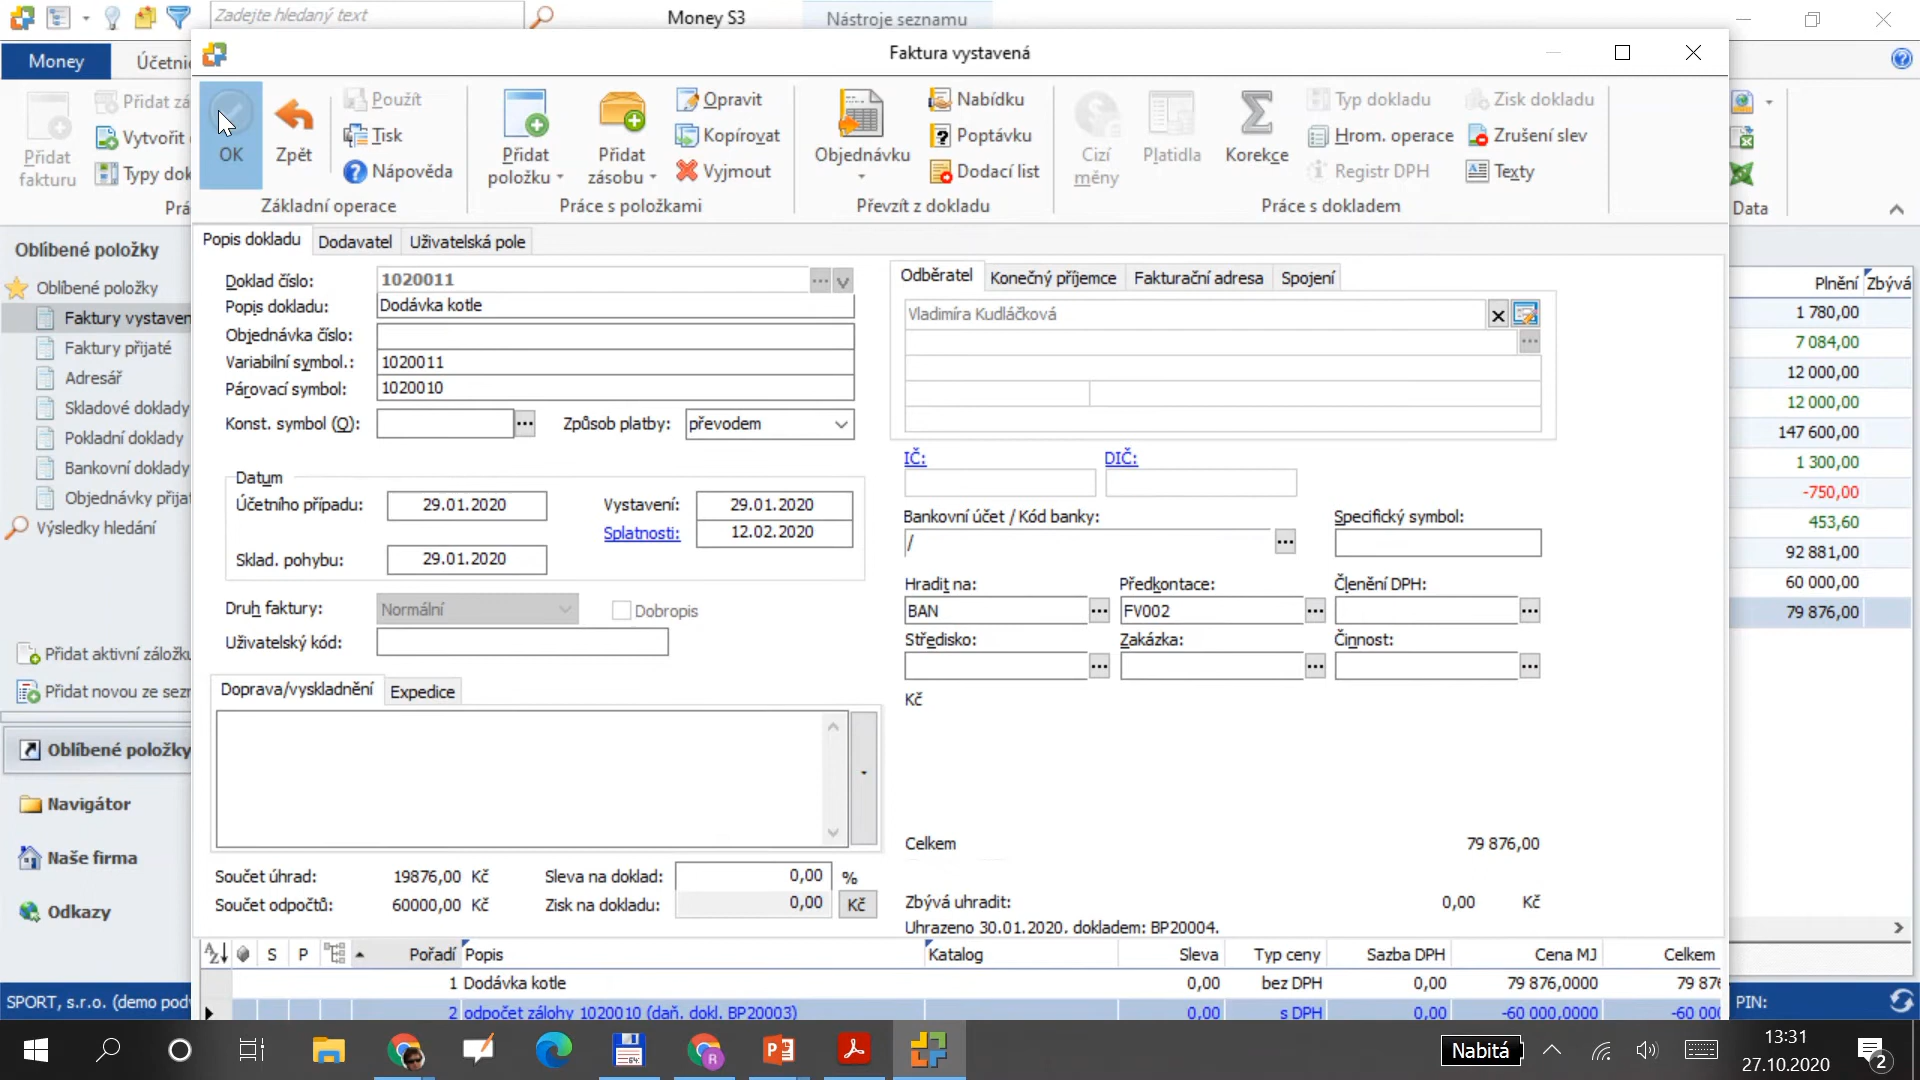 Zadejte hledaný text
Money S3
Nástroje seznamu
Faktura vystavená
Money
Účetni
Přidat zá
Vytvořit
Typy dok
Přidat
fakturu
Prá
OK
Zpět
Použít
Tisk
Nápověda
Základní operace
Přidat
položku
Přidat
zásobu
Opravit
Kopírovat
Vyjmout
Práce s položkami
Objednávku
Nabídku
Poptávku
Dodací list
Převzít z dokladu
Cizí
měny
Platidla
Korekce
Typ dokladu
Hrom. operace
Registr DPH
Zisk dokladu
Zrušení slev
Texty
Práce s dokladem
Data
Oblíbené položky
Oblíbené položky
Faktury vystaven
Faktury přijaté
Adresář
Skladové doklady
Pokladní doklady
Bankovní doklady
Objednávky přijat
Výsledky hledání
Přidat aktivní záložku
Přidat novou ze sezn
Oblíbené položky
Navigátor
Naše firma
Odkazy
Popis dokladu
Dodavatel
Uživatelská pole
Doklad číslo:
1020011
Popis dokladu:
Dodávka kotle
Objednávka číslo:
Variabilní symbol.:
1020011
Párovací symbol:
1020010
Konst. symbol (Q):
Způsob platby:
převodem
Datum
Účetního případu:
29.01.2020
Vystavení:
29.01.2020
Splatnosti:
12.02.2020
Sklad. pohybu:
29.01.2020
Druh faktury:
Normální
Dobropis
Uživatelský kód:
Doprava/vyskladnění
Expedice
Součet úhrad:
19876,00 Kč
Sleva na doklad:
0,00 %
Součet odpočtů:
60000,00 Kč
Zisk na dokladu:
0,00 Kč
Odběratel
Konečný příjemce
Fakturační adresa
Spojení
Vladimíra Kudláčková
IČ:
DIČ:
Bankovní účet / Kód banky:
/
Specifický symbol:
Hradit na:
BAN
Předkontace:
FV002
Členění DPH:
Středisko:
Zakázka:
Činnost:
Kč
Celkem
79 876,00
Zbývá uhradit:
0,00 Kč
Uhrazeno 30.01.2020. dokladem: BP20004.
S P Pořadí Popis Katalog Sleva Typ ceny Sazba DPH Cena MJ Celkem
1 Dodávka kotle 0,00 bez DPH 0,00 79 876,0000 79 876
2 odpočet zálohy 1020010 (daň. dokl. BP20003) 0,00 s DPH 0,00 -60 000,0000 -60 000
Plnění Zbývá
1 780,00
7 084,00
12 000,00
12 000,00
147 600,00
1 300,00
-750,00
453,60
92 881,00
60 000,00
79 876,00
SPORT, s.r.o. (demo podv
PIN:
Nabitá
13:31
27.10.2020
2